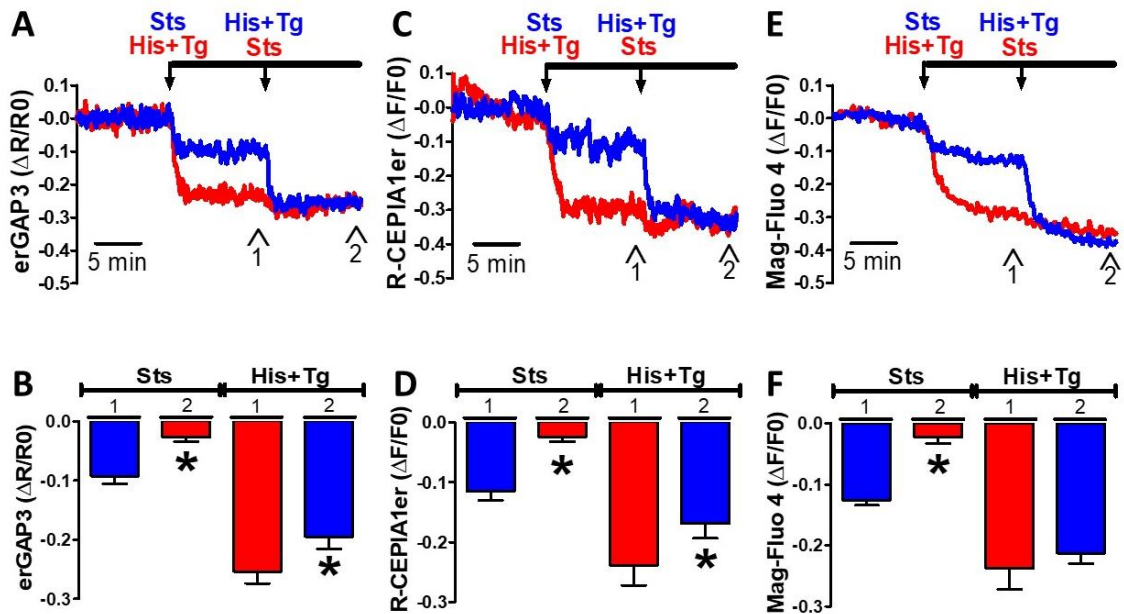 A
Sts His+Tg
His+Tg Sts
erGAP3 (ΔR/R0)
0.1
-0.0
-0.1
-0.2
-0.3
-0.4
-0.5
5 min
1
2
C
Sts His+Tg
His+Tg Sts
R-CEPIA1er (ΔF/F0)
0.1
-0.0
-0.1
-0.2
-0.3
-0.4
-0.5
5 min
1
2
E
Sts His+Tg
His+Tg Sts
Mag-Fluo 4 (ΔF/F0)
0.1
-0.0
-0.1
-0.2
-0.3
-0.4
-0.5
5 min
1
2
B
Sts His+Tg
1 2 1 2
erGAP3 (ΔR/R0)
0.0
-0.1
-0.2
-0.3
*
*
D
Sts His+Tg
1 2 1 2
R-CEPIA1er (ΔF/F0)
0.0
-0.1
-0.2
-0.3
*
*
F
Sts His+Tg
1 2 1 2
Mag-Fluo 4 (ΔF/F0)
0.0
-0.1
-0.2
-0.3
*